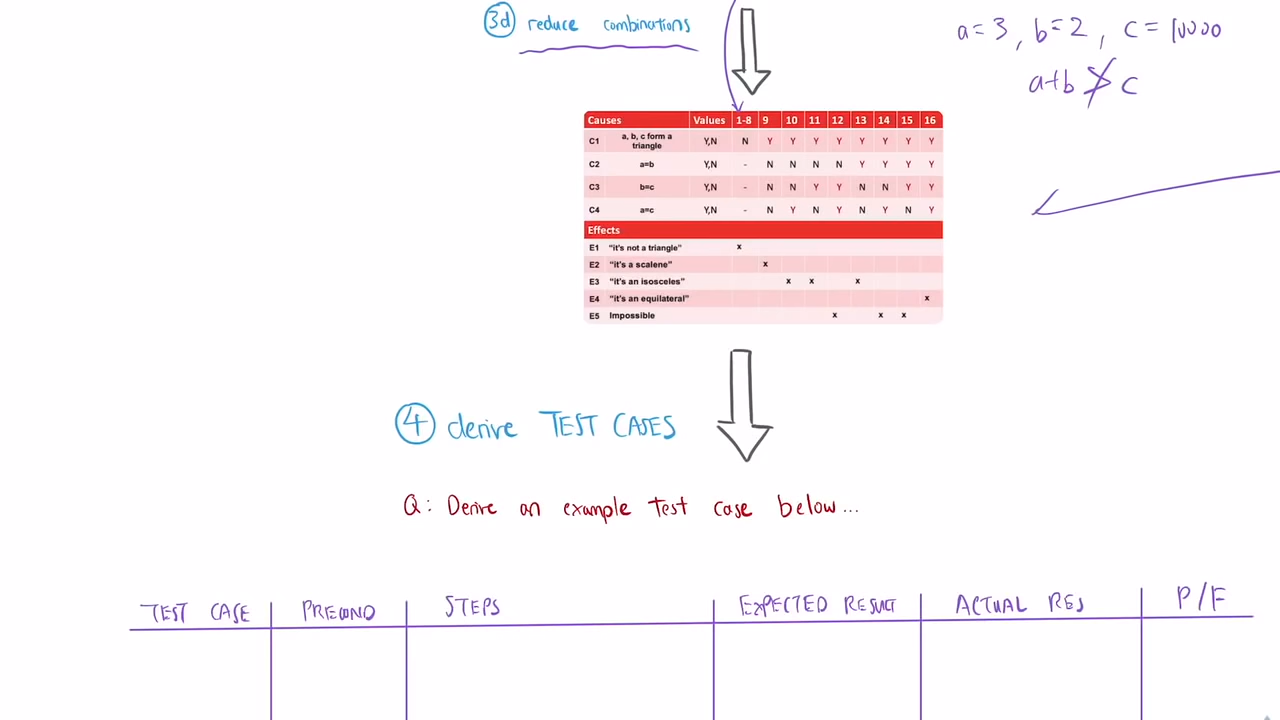 3d reduce combinations
a=3, b=2, c=10000
a+b ≯ c
Causes Values 1-8 9 10 11 12 13 14 15 16
C1 a, b, c form a triangle Y,N N Y Y Y Y Y Y Y Y
C2 a=b Y,N - N N N N Y Y Y Y
C3 b=c Y,N - N N Y Y N N Y Y
C4 a=c Y,N - N Y N Y N Y N Y
Effects
E1 "it's not a triangle" x
E2 "it's a scalene" x
E3 "it's an isosceles" x x x
E4 "it's an equilateral" x
E5 Impossible x x x
4 derive TEST CASES
Q: Derive an example test case below...
TEST CASE PRECOND STEPS EXPECTED RESULT ACTUAL RES P/F